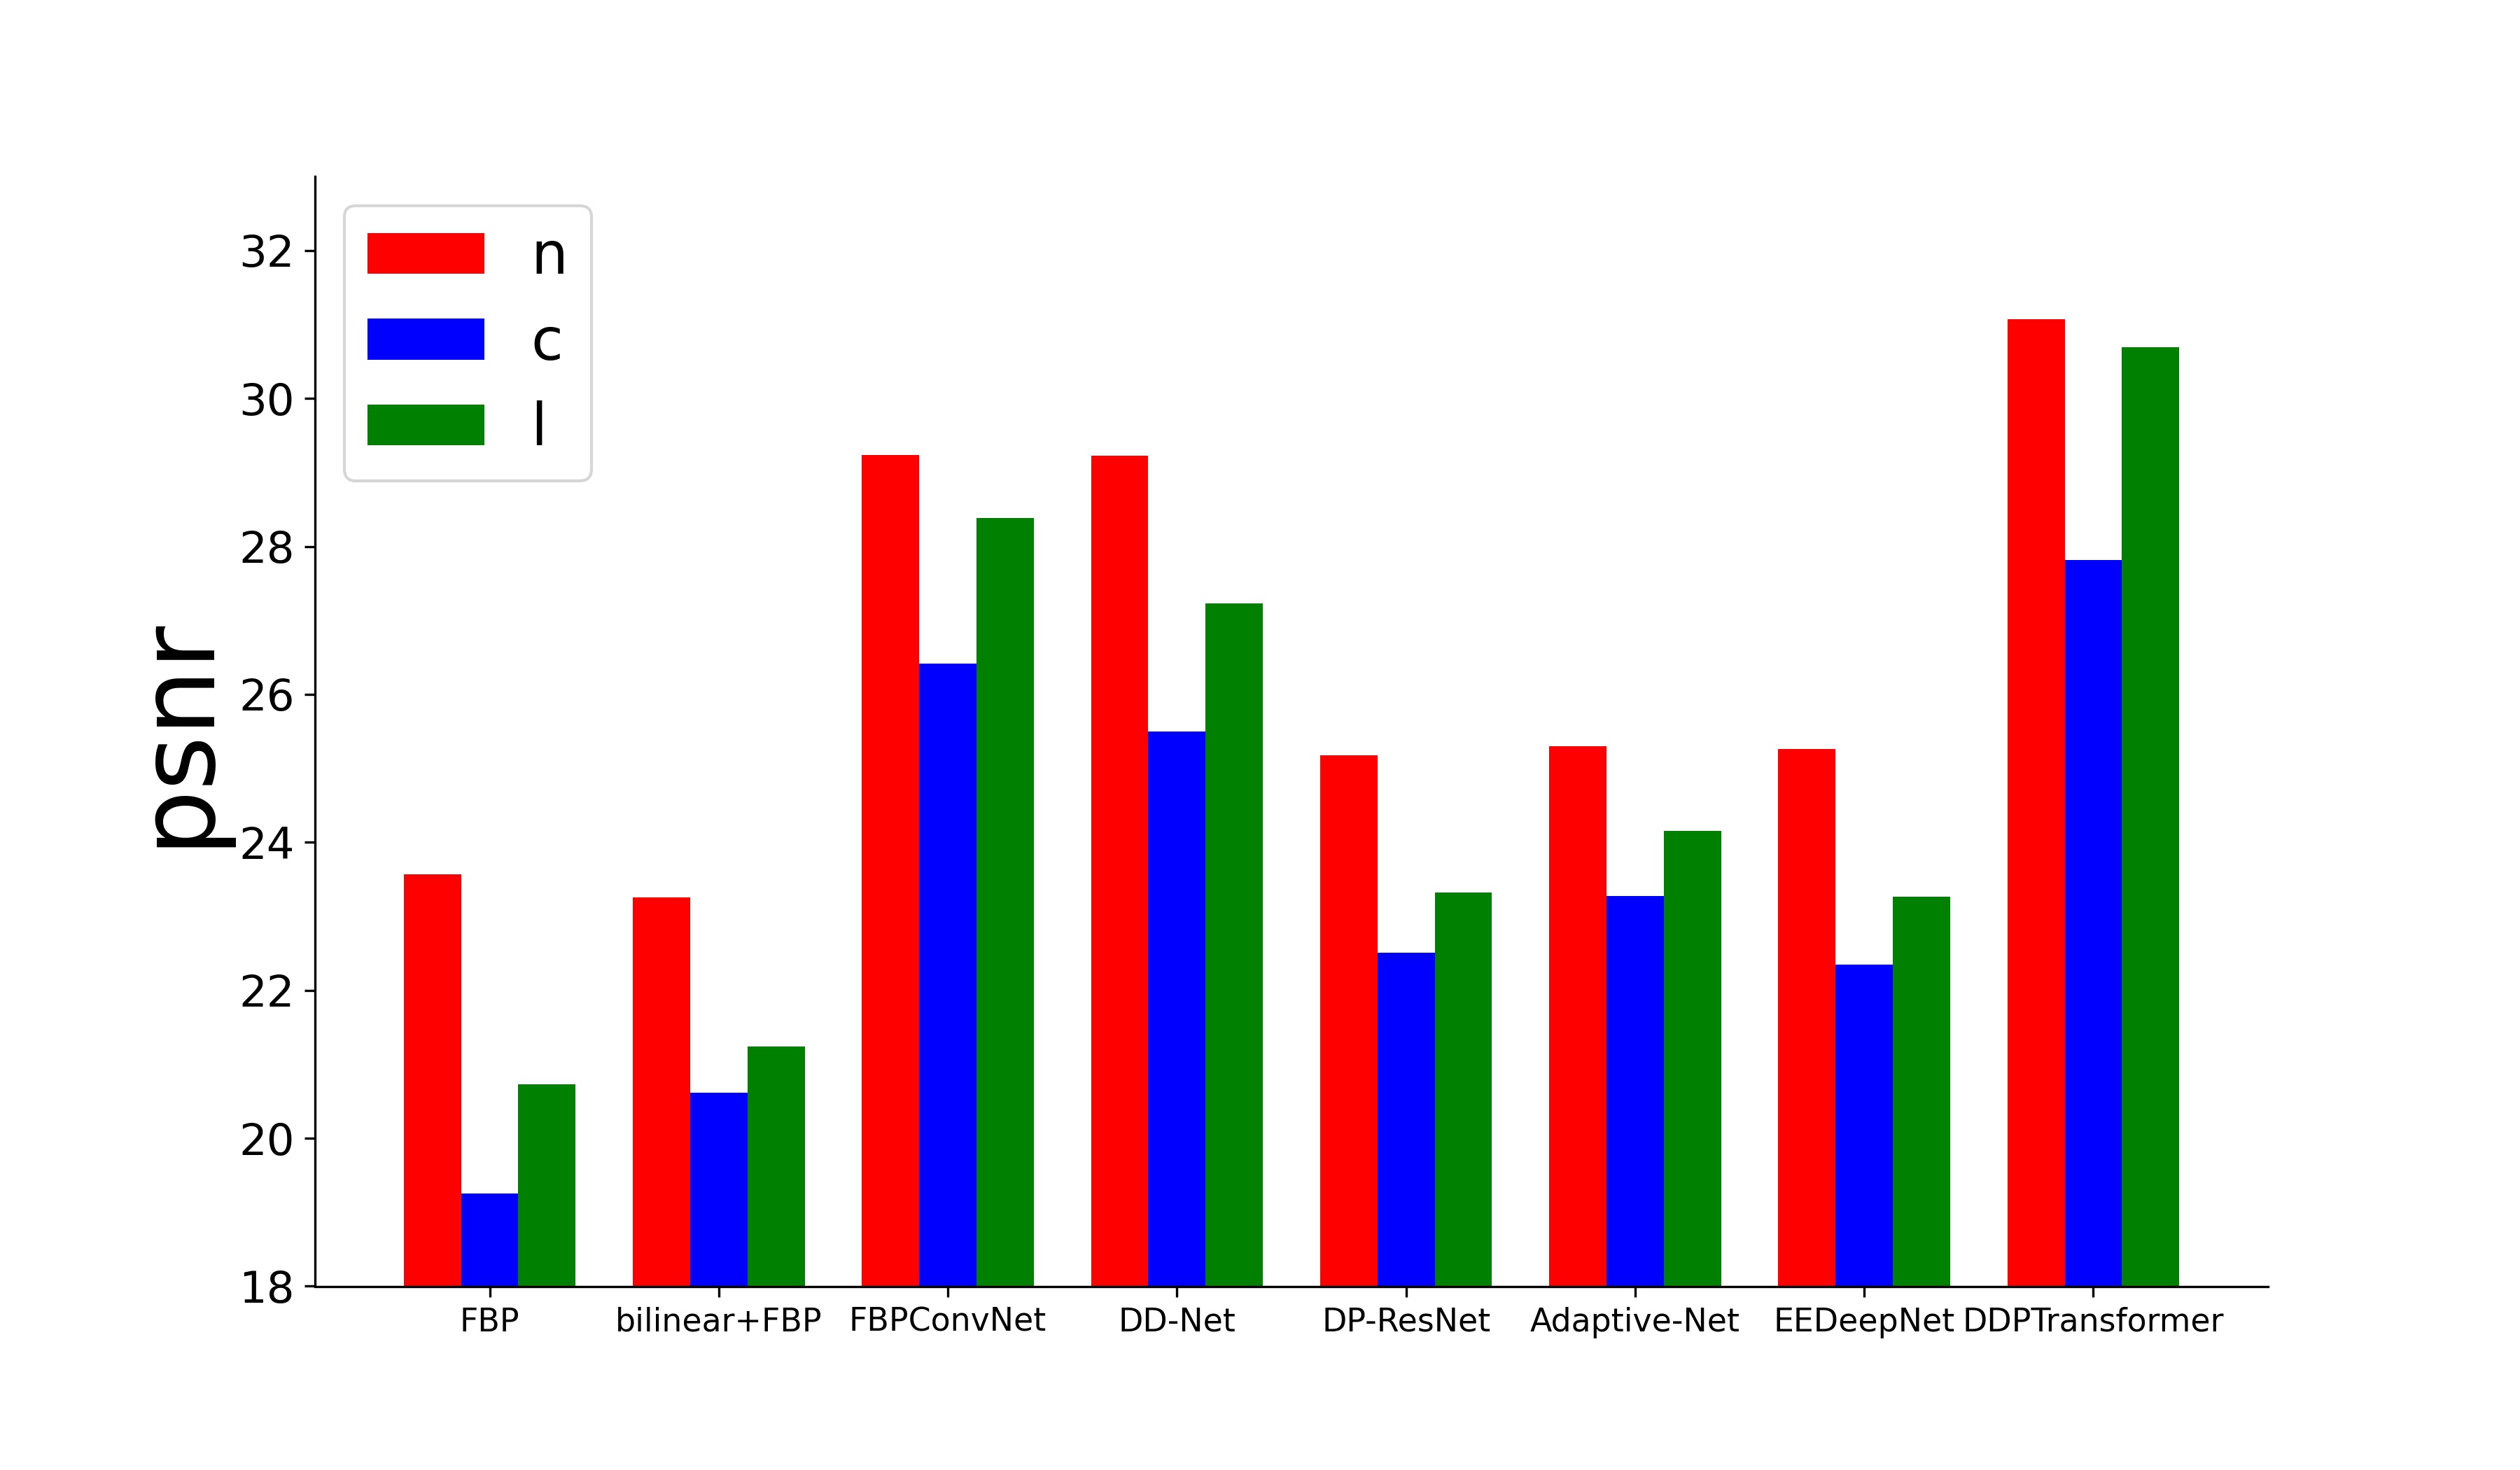 n
c
l
psnr
32
30
28
26
24
22
20
18
FBP bilinear+FBP FBPConvNet DD-Net DP-ResNet Adaptive-Net EEDeepNet DDPTransformer